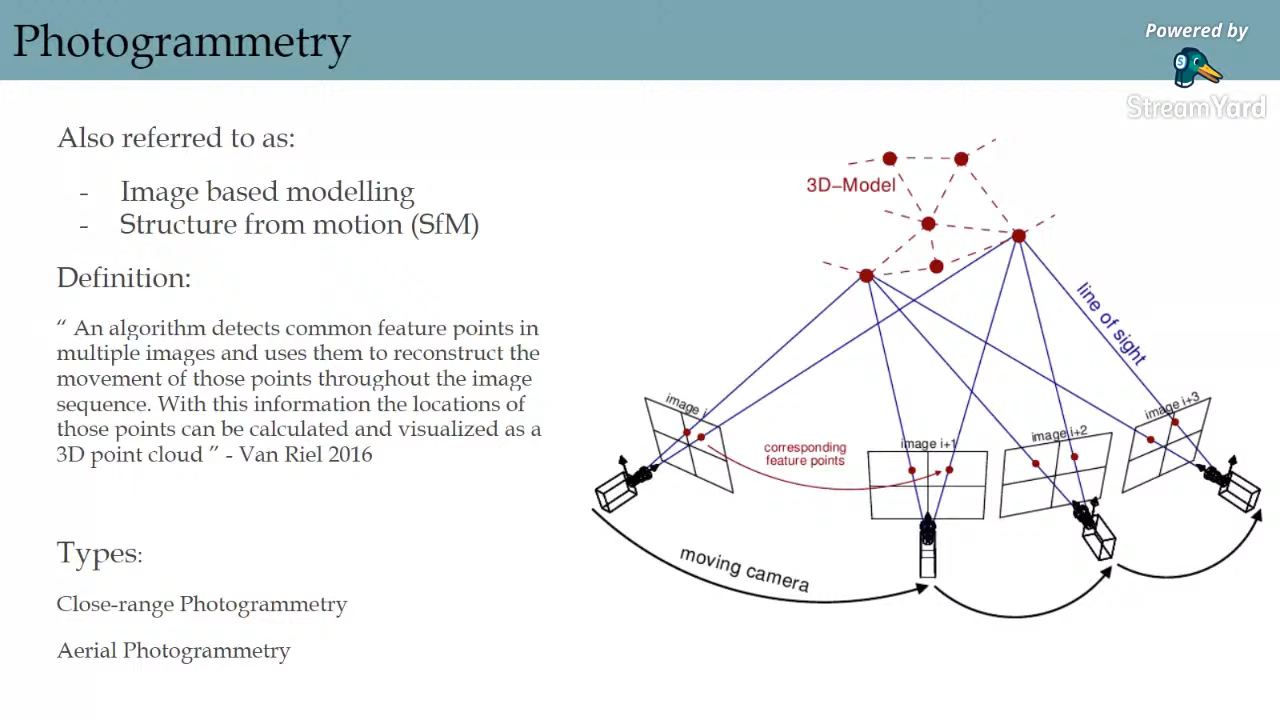 Photogrammetry
Powered by
StreamYard
Also referred to as:
- Image based modelling
- Structure from motion (SfM)
Definition:
“ An algorithm detects common feature points in
multiple images and uses them to reconstruct the
movement of those points throughout the image
sequence. With this information the locations of
those points can be calculated and visualized as a
3D point cloud ” - Van Riel 2016
Types:
Close-range Photogrammetry
Aerial Photogrammetry
3D-Model
line of sight
image i
corresponding
feature points
image i+1
image i+2
image i+3
moving camera